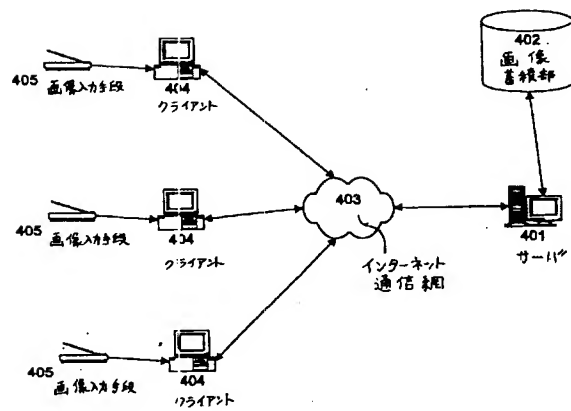 405
画像入力手段
404
クライアント
405
画像入力手段
404
クライアント
405
画像入力手段
404
クライアント
403
インターネット
通信網
402
画像
蓄積部
401
サーバ